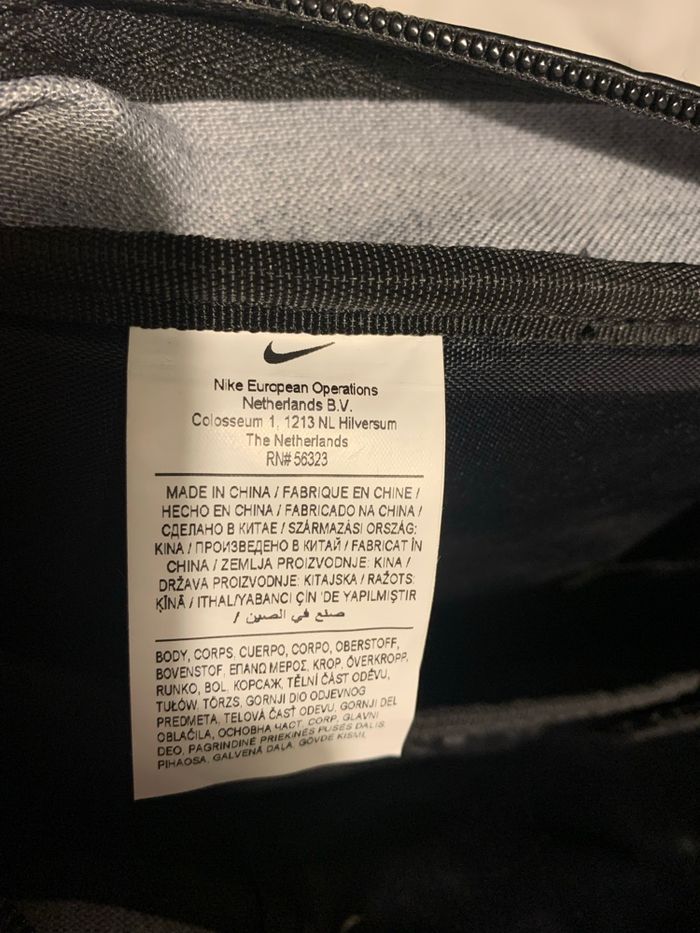 Nike European Operations
Netherlands B.V.
Colosseum 1, 1213 NL Hilversum
The Netherlands
RN# 56323
MADE IN CHINA / FABRIQUE EN CHINE /
HECHO EN CHINA / FABRICADO NA CHINA /
СДЕЛАНО В КИТАЕ / SZÁRMAZÁSI ORSZÁG:
KINA / ПРОИЗВЕДЕНО В КИТАЙ / FABRICAT ÎN
CHINA / ZEMLJA PROIZVODNJE: KINA /
DRŽAVA PROIZVODNJE: KITAJSKA / RAŽOTS:
ĶĪNĀ / ITHAL/YABANCI ÇİN 'DE YAPILMIŞTIR
/ صنع في الصين
BODY, CORPS, CUERPO, CORPO, OBERSTOFF,
BOVENSTOF, ΕΠΑΝΩ ΜΕΡΟΣ, KROP, ÖVERKROPP,
RUNKO, BOL, КОРСАЖ, TĚLNÍ ČÁST ODĚVU,
TUŁÓW, TÖRZS, GORNJI DIO ODJEVNOG
PREDMETA, TELOVÁ ČASŤ ODEVU, GORNJI DEL
OBLAČILA, ОСНОВНА ЧАСТ, CORP, GLAVNI
DEO, PAGRINDINĖ PRIEKINĖS PUSĖS DALIS,
PIHAOSA, GALVENĀ DAĻA, GÖVDE KISMI,